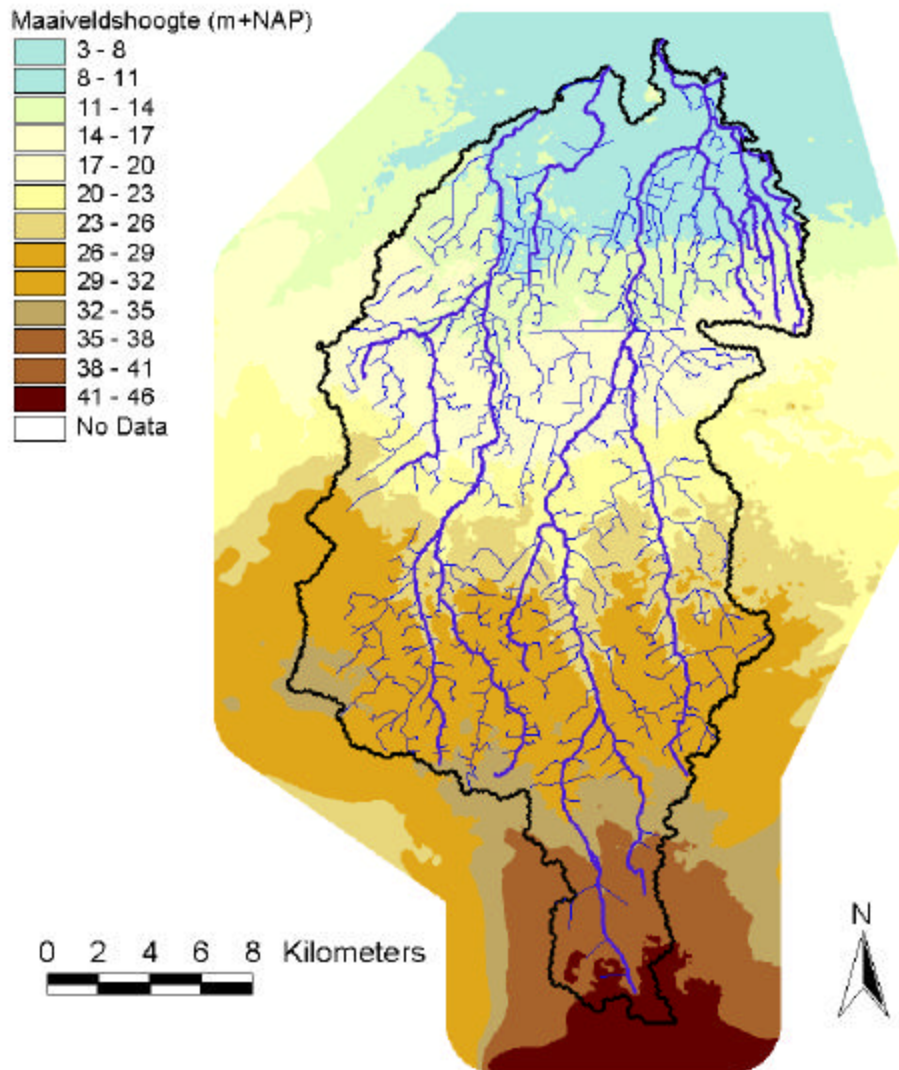 Maaiveldshoogte (m+NAP)
3 - 8
8 - 11
11 - 14
14 - 17
17 - 20
20 - 23
23 - 26
26 - 29
29 - 32
32 - 35
35 - 38
38 - 41
41 - 46
No Data
0 2 4 6 8 Kilometers
N